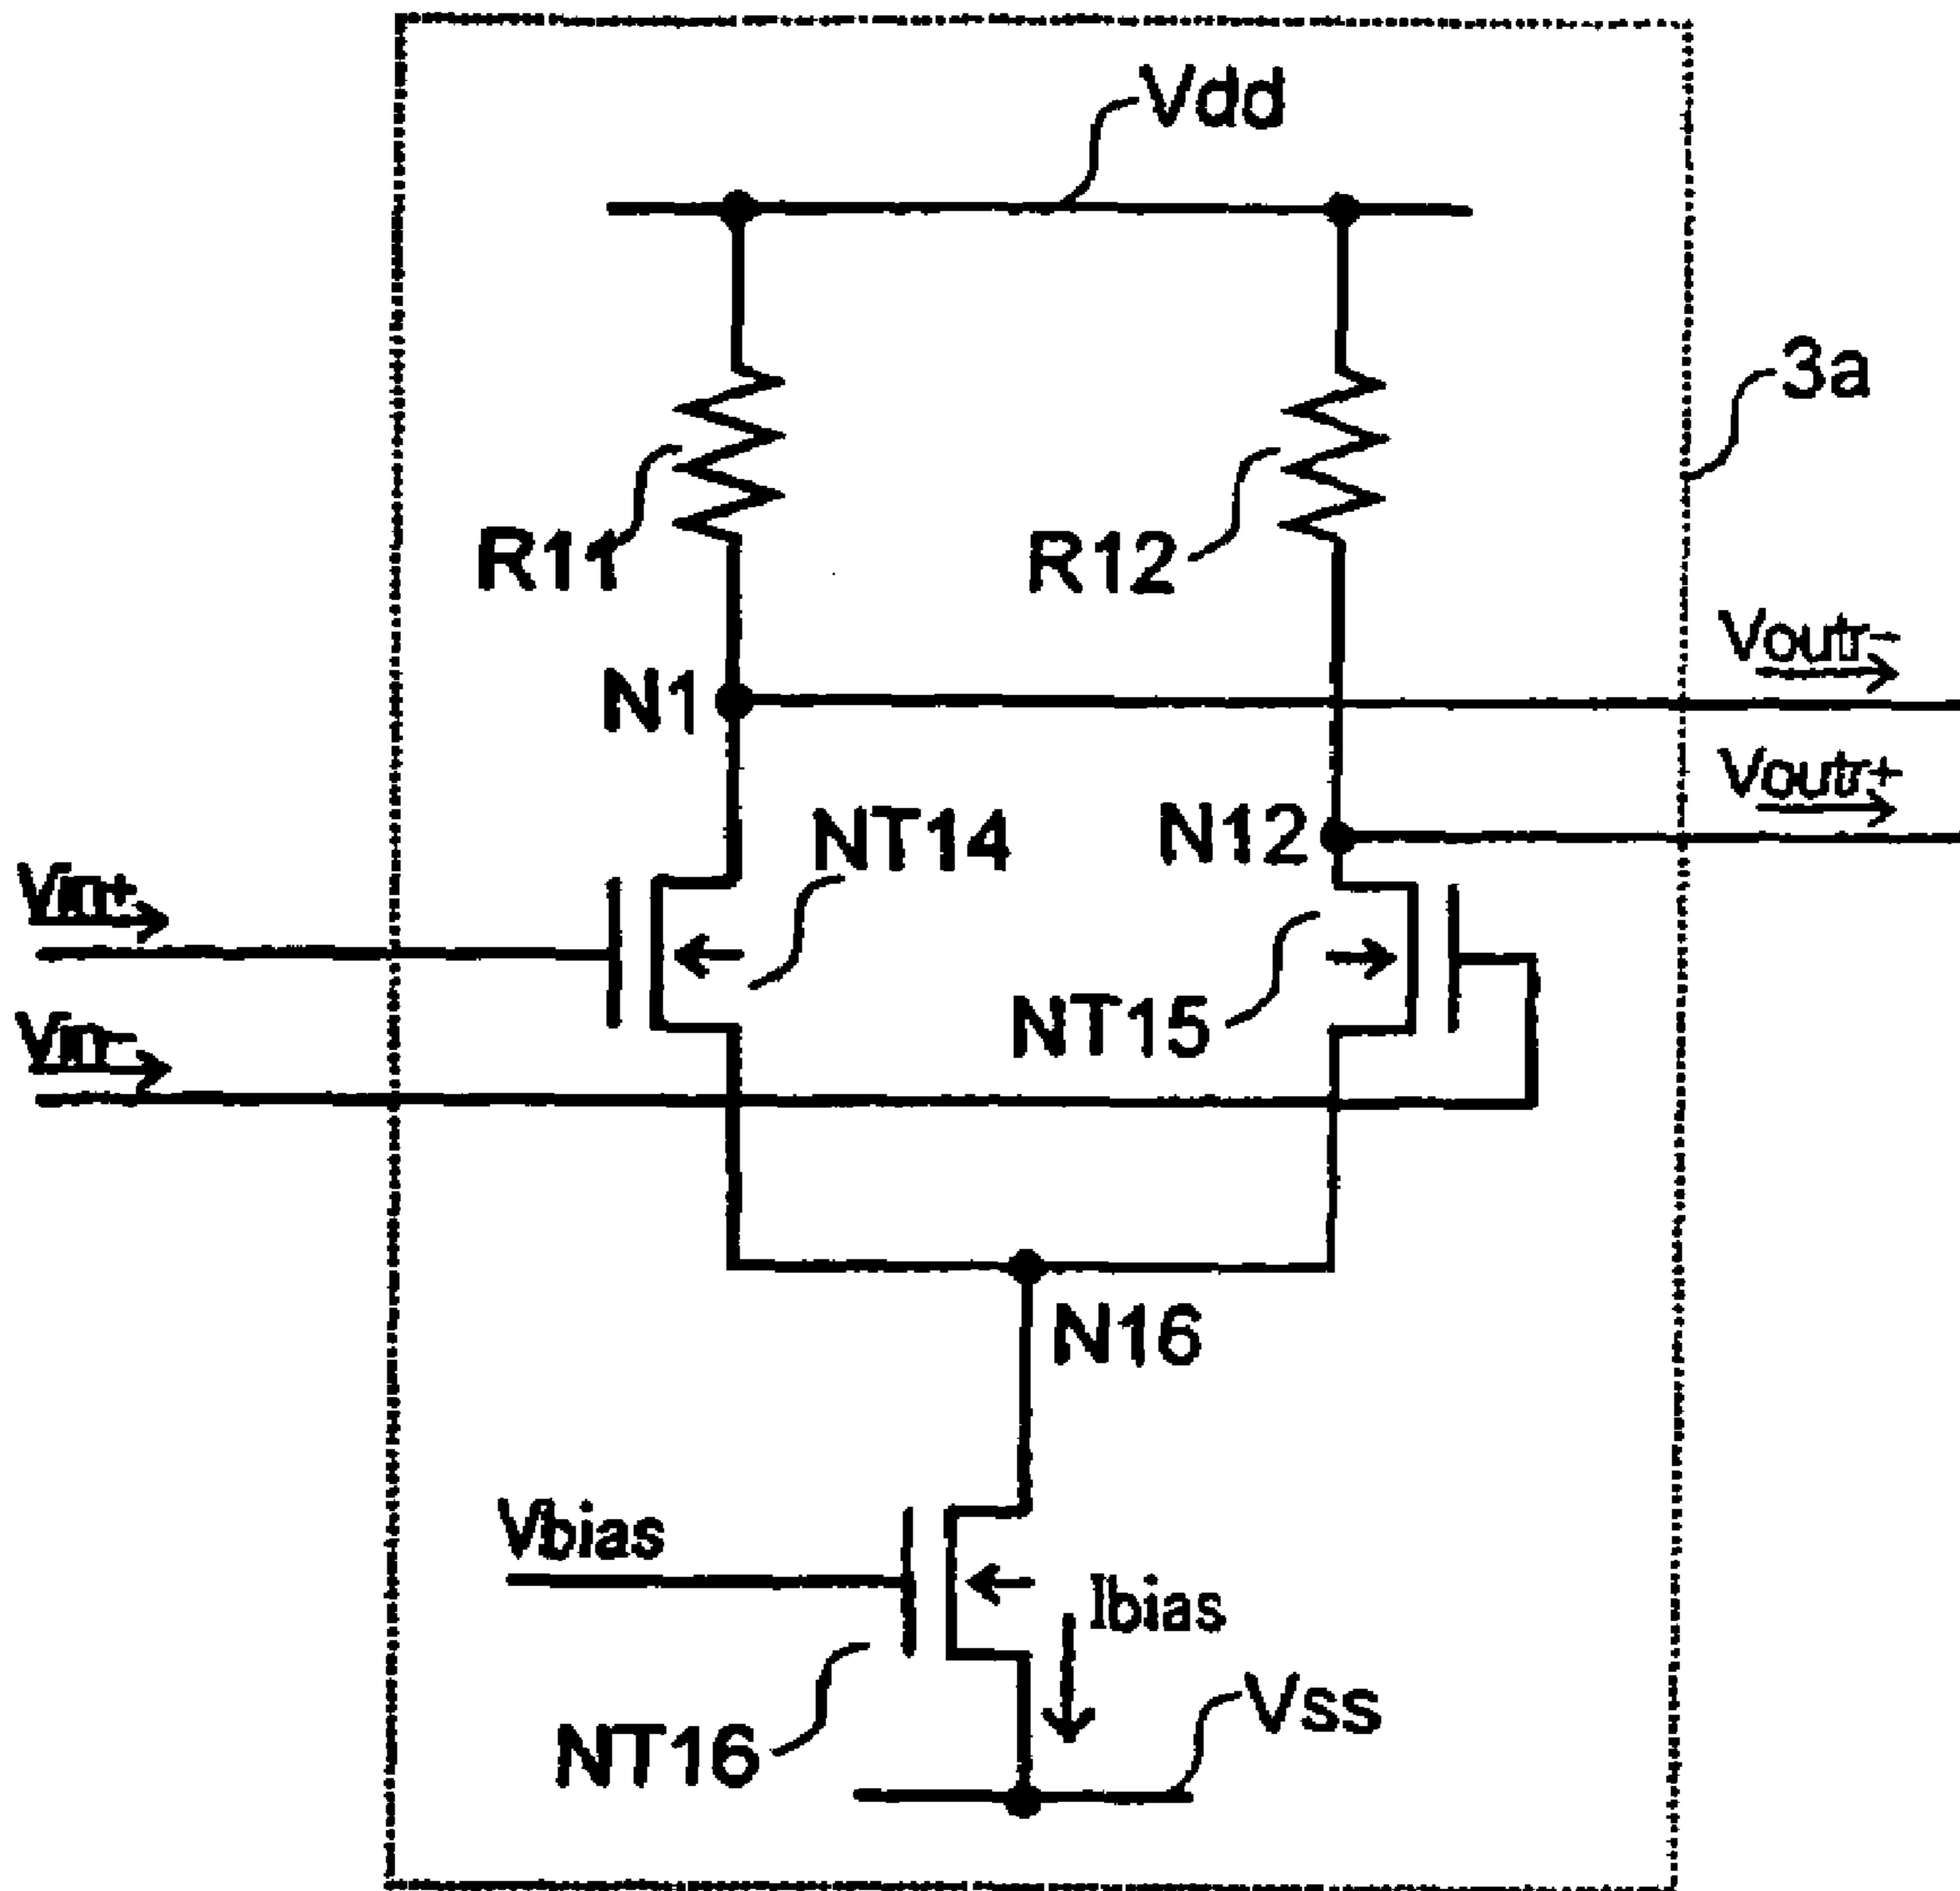 Vdd
3a
R11
R12
Voutr-
N1
Voutr+
NT14
N12
Vin+
NT15
Vin-
N16
Vbias
Ibias
Vss
NT16